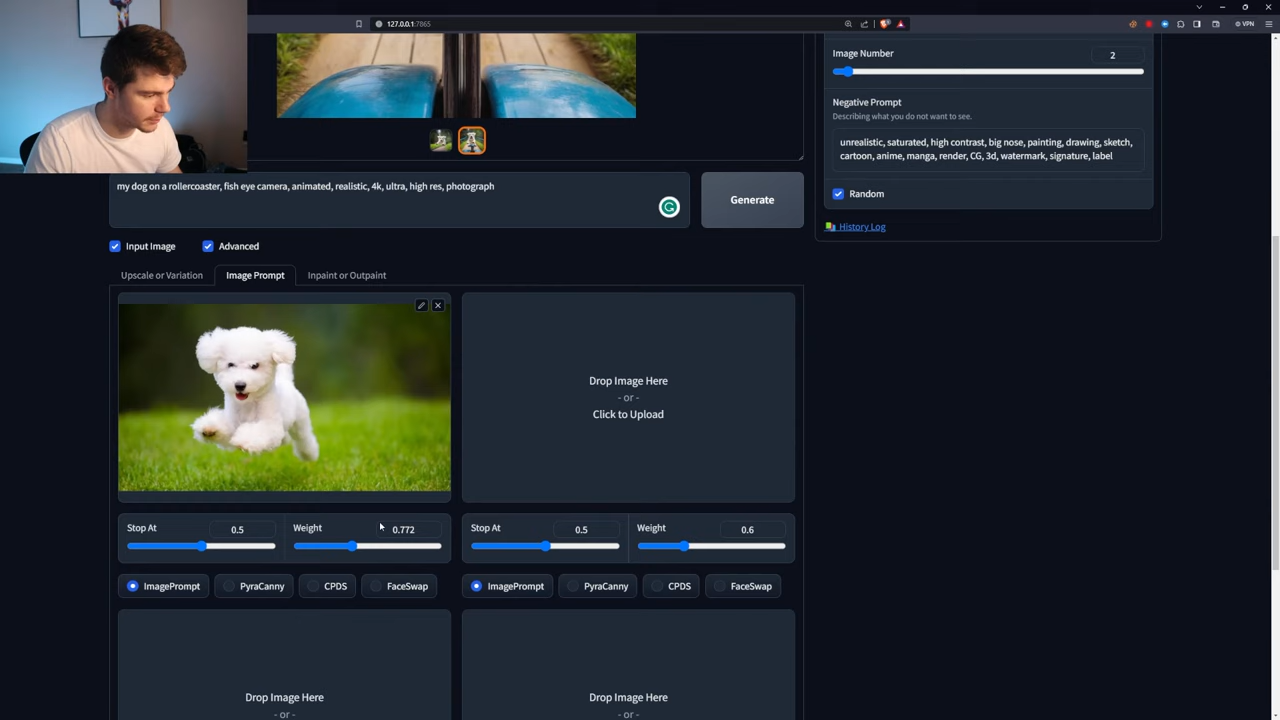 127.0.0.1:7865
VPN
Image Number
2
Negative Prompt
Describing what you do not want to see.
unrealistic, saturated, high contrast, big nose, painting, drawing, sketch,
cartoon, anime, manga, render, CG, 3d, watermark, signature, label
Random
History Log
my dog on a rollercoaster, fish eye camera, animated, realistic, 4k, ultra, high res, photograph
Generate
Input Image
Advanced
Upscale or Variation
Image Prompt
Inpaint or Outpaint
Drop Image Here
- or -
Click to Upload
Stop At
0.5
Weight
0.772
Stop At
0.5
Weight
0.6
ImagePrompt
PyraCanny
CPDS
FaceSwap
ImagePrompt
PyraCanny
CPDS
FaceSwap
Drop Image Here
- or -
Drop Image Here
- or -